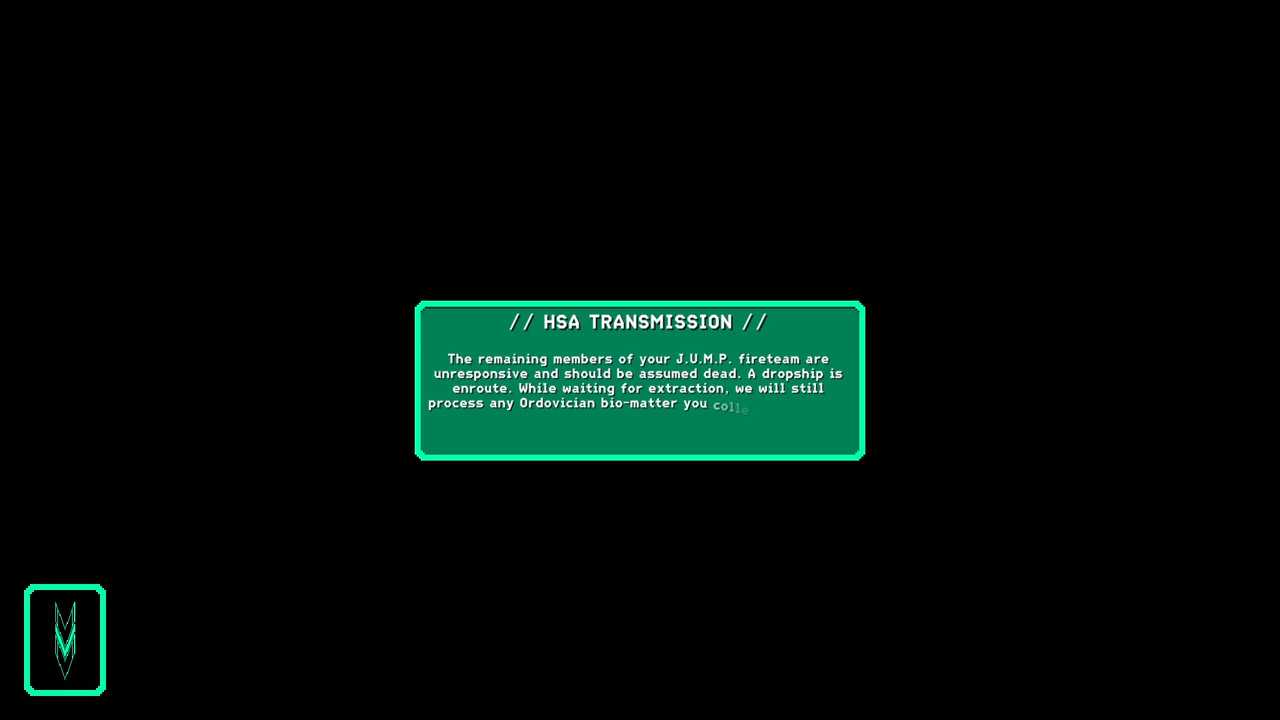 // HSA TRANSMISSION //
The remaining members of your J.U.M.P. fireteam are
unresponsive and should be assumed dead. A dropship is
enroute. While waiting for extraction, we will still
process any Ordovician bio-matter you colle